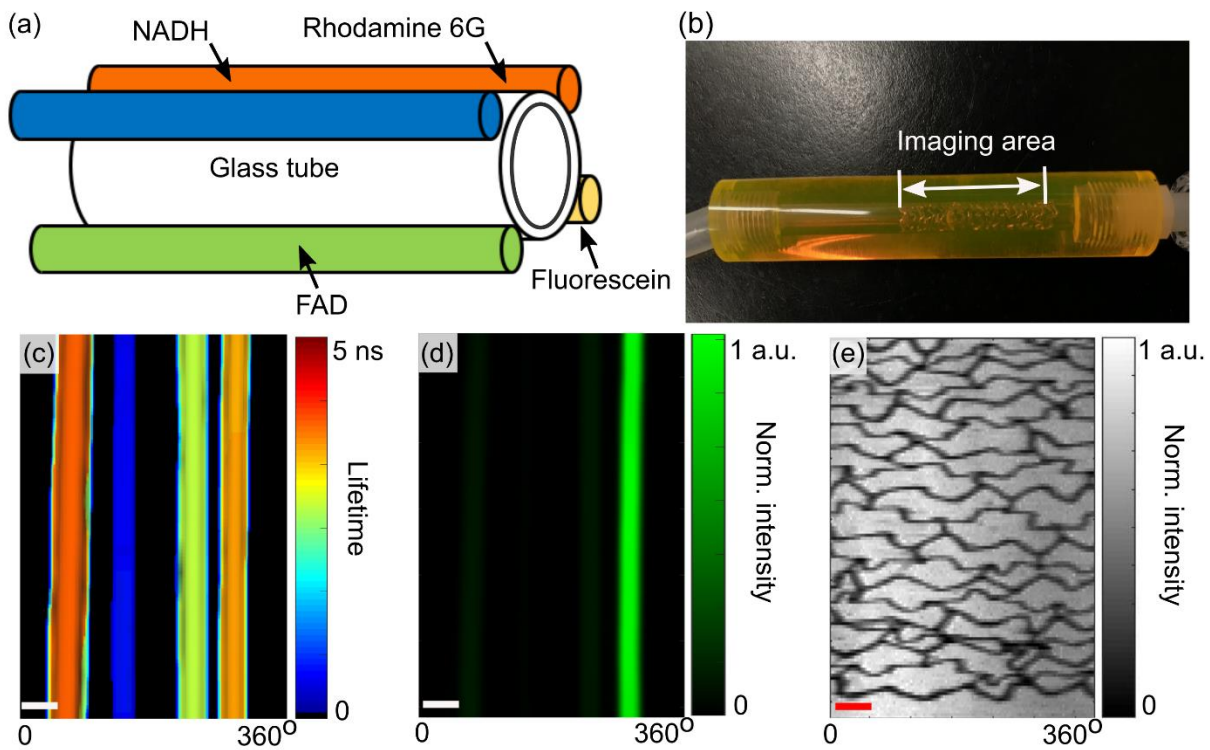 (a)
NADH
Rhodamine 6G
Glass tube
FAD
Fluorescein
(b)
Imaging area
(c)
5 ns
Lifetime
0
0
360°
(d)
1 a.u.
Norm. intensity
0
0
360°
(e)
1 a.u.
Norm. intensity
0
0
360°